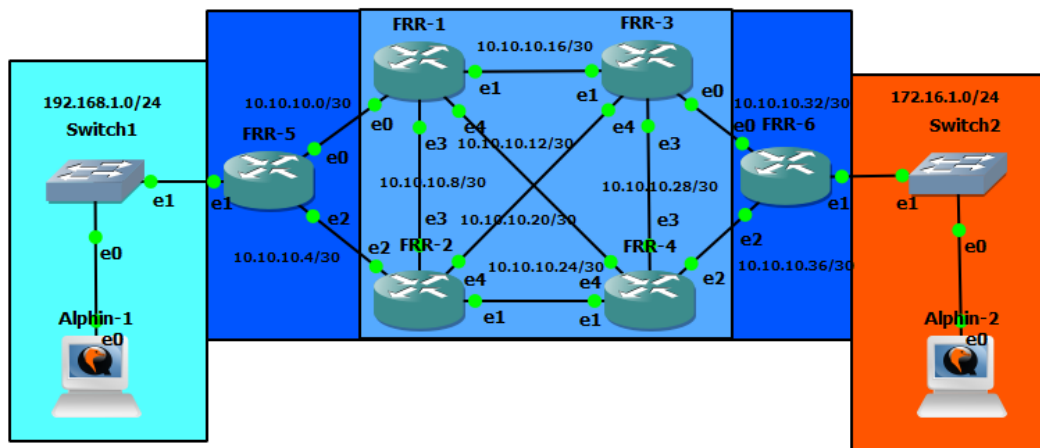 FRR-1
FRR-3
10.10.10.16/30
192.168.1.0/24
10.10.10.0/30
e1
e1
e0
10.10.10.32/30
172.16.1.0/24
Switch1
FRR-5
e0
e4
e4
e0
FRR-6
Switch2
e3
10.10.10.12/30
e3
e0
e1
e1
10.10.10.8/30
10.10.10.28/30
e1
e1
e2
e3
10.10.10.20/30
e3
e2
e0
e2
FRR-2
FRR-4
e0
10.10.10.4/30
10.10.10.24/30
10.10.10.36/30
e4
e4
e2
e1
e1
Alphin-1
e0
Alphin-2
e0